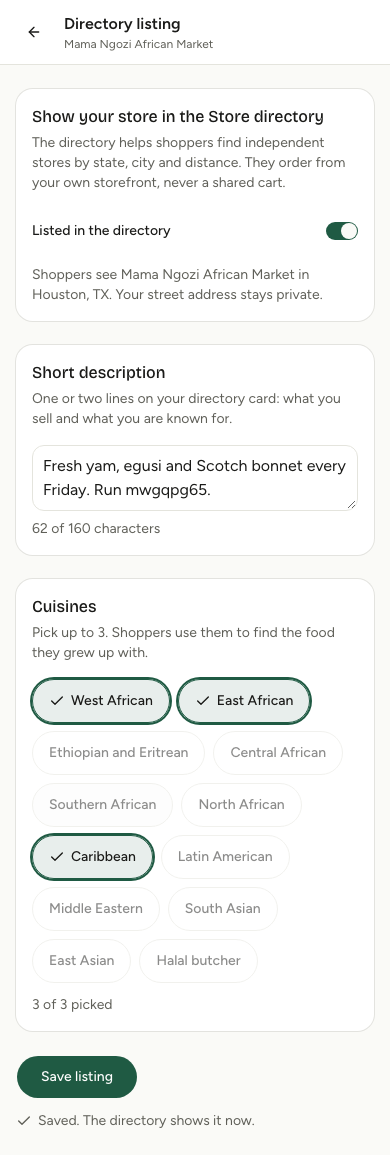 Directory listing
Mama Ngozi African Market
Show your store in the Store directory
The directory helps shoppers find independent
stores by state, city and distance. They order from
your own storefront, never a shared cart.
Listed in the directory
Shoppers see Mama Ngozi African Market in
Houston, TX. Your street address stays private.
Short description
One or two lines on your directory card: what you
sell and what you are known for.
Fresh yam, egusi and Scotch bonnet every
Friday. Run mwgqpg65.
62 of 160 characters
Cuisines
Pick up to 3. Shoppers use them to find the food
they grew up with.
West African East African
Ethiopian and Eritrean Central African
Southern African North African
Caribbean Latin American
Middle Eastern South Asian
East Asian Halal butcher
3 of 3 picked
Save listing
Saved. The directory shows it now.